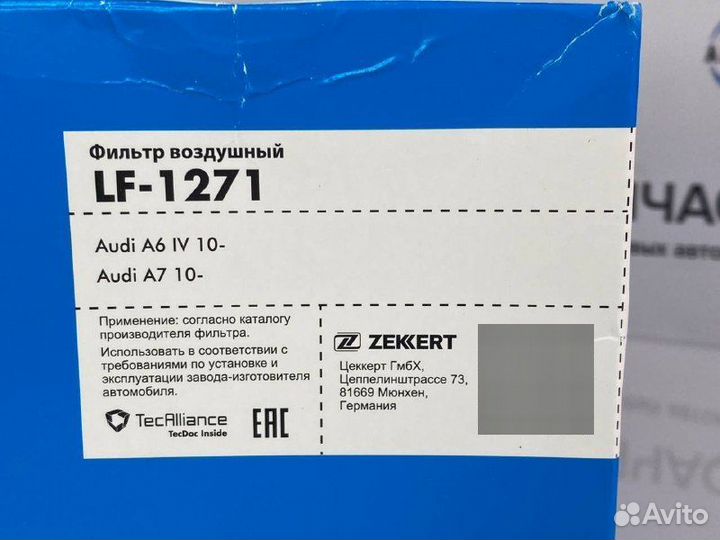 Фильтр воздушный
LF-1271
Audi A6 IV 10-
Audi A7 10-
Применение: согласно каталогу
производителя фильтра.
Использовать в соответствии с
требованиями по установке и
эксплуатации завода-изготовителя
автомобиля.
TecAlliance
TecDoc Inside
EAC
ZEKKERT
Цеккерт ГмбХ,
Цеппелинштрассе 73,
81669 Мюнхен,
Германия
Avito